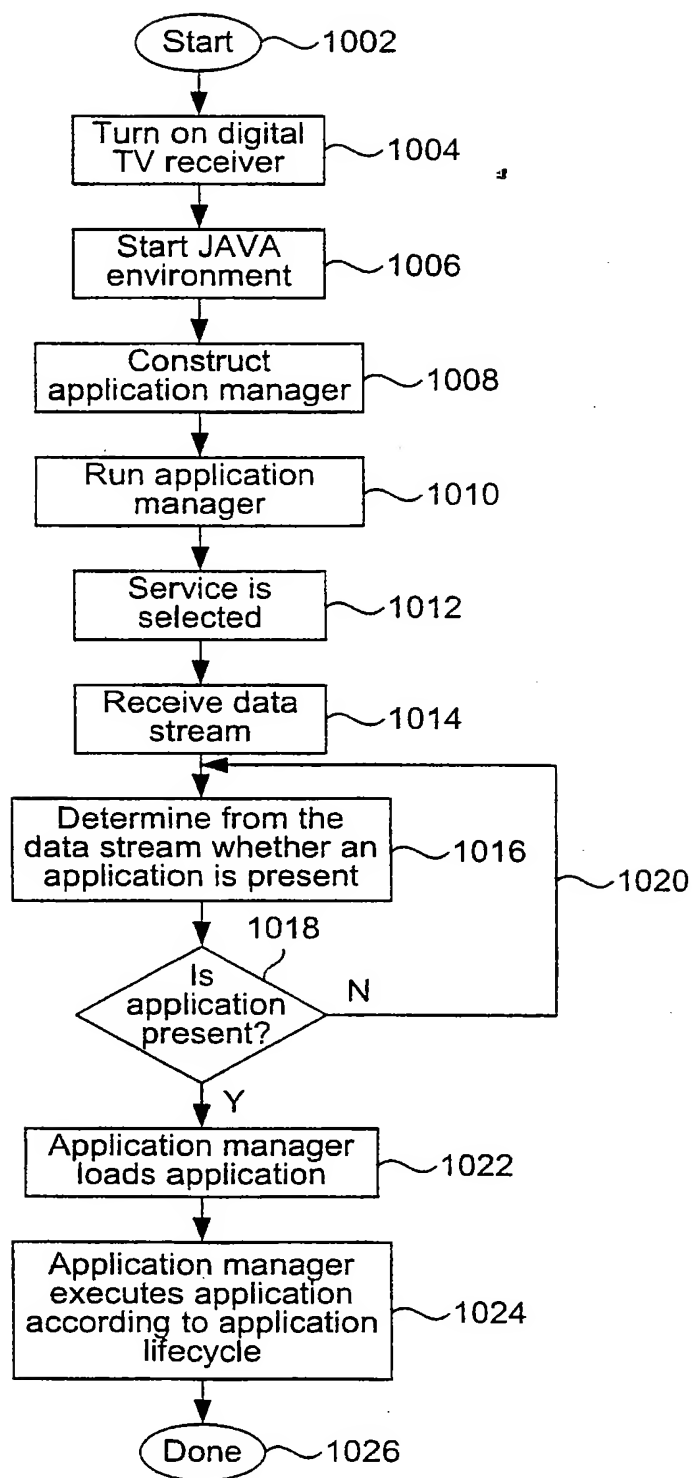 Start
1002
Turn on digital
TV receiver
1004
Start JAVA
environment
1006
Construct
application manager
1008
Run application
manager
1010
Service is
selected
1012
Receive data
stream
1014
Determine from the
data stream whether an
application is present
1016
1020
1018
Is
application
present?
N
Y
Application manager
loads application
1022
Application manager
executes application
according to application
lifecycle
1024
Done
1026